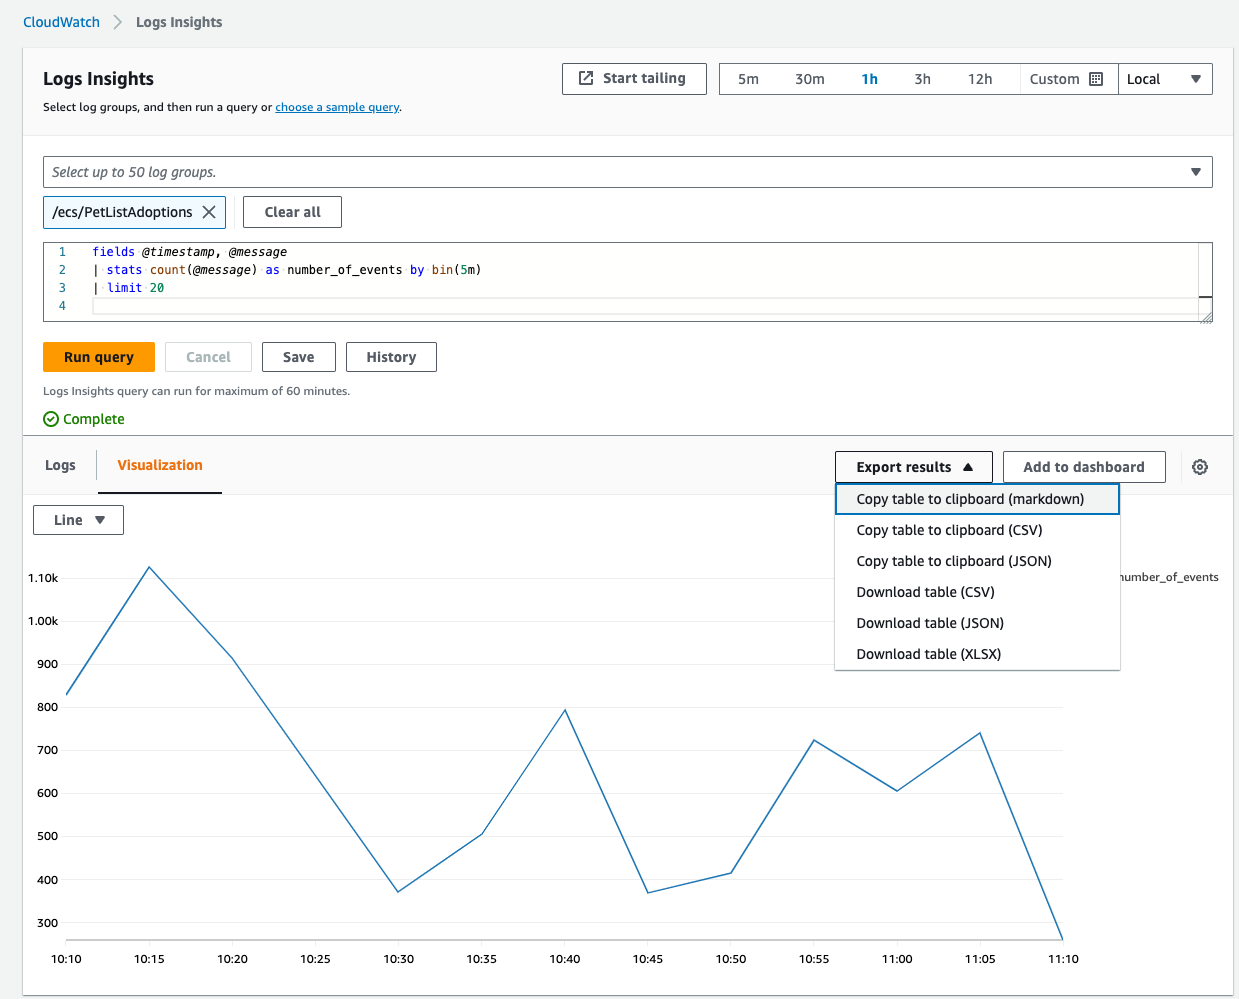 CloudWatch > Logs Insights
Logs Insights
Start tailing
5m 30m 1h 3h 12h Custom Local
Select log groups, and then run a query or choose a sample query.
Select up to 50 log groups.
/ecs/PetListAdoptions
Clear all
1 fields @timestamp, @message
2 | stats count(@message) as number_of_events by bin(5m)
3 | limit 20
4
Run query Cancel Save History
Logs Insights query can run for maximum of 60 minutes.
Complete
Logs Visualization
Export results Add to dashboard
Copy table to clipboard (markdown)
Copy table to clipboard (CSV)
Copy table to clipboard (JSON)
Download table (CSV)
Download table (JSON)
Download table (XLSX)
Line
number_of_events
1.10k
1.00k
900
800
700
600
500
400
300
10:10 10:15 10:20 10:25 10:30 10:35 10:40 10:45 10:50 10:55 11:00 11:05 11:10